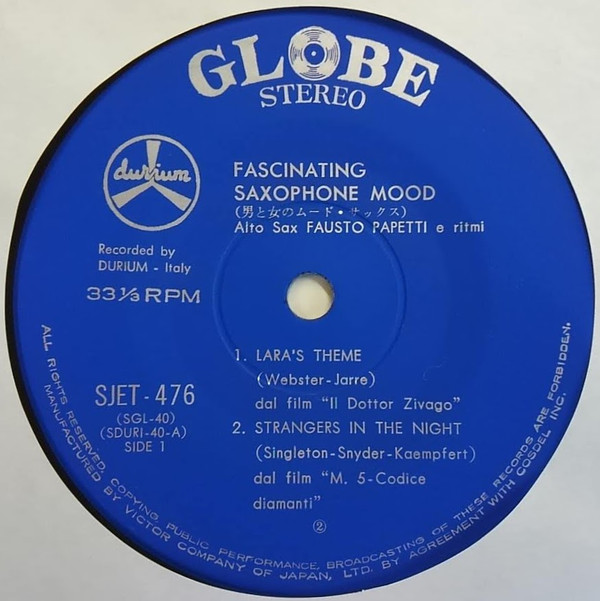 GLOBE
STEREO
durium
FASCINATING
SAXOPHONE MOOD
(男と女のムード・サックス)
Alto Sax FAUSTO PAPETTI e ritmi
Recorded by
DURIUM - Italy
33 1/3 RPM
1. LARA'S THEME
(Webster-Jarre)
dal film "Il Dottor Zivago"
2. STRANGERS IN THE NIGHT
(Singleton-Snyder-Kaempfert)
dal film "M. 5-Codice
diamanti"
②
SJET-476
(SGL-40)
(SDURI-40-A)
SIDE 1
ALL RIGHTS RESERVED. COPYING, PUBLIC PERFORMANCE, BROADCASTING OF THESE RECORDS ARE FORBIDDEN.
MANUFACTURED BY VICTOR COMPANY OF JAPAN, LTD. BY AGREEMENT WITH COSDEL INC.